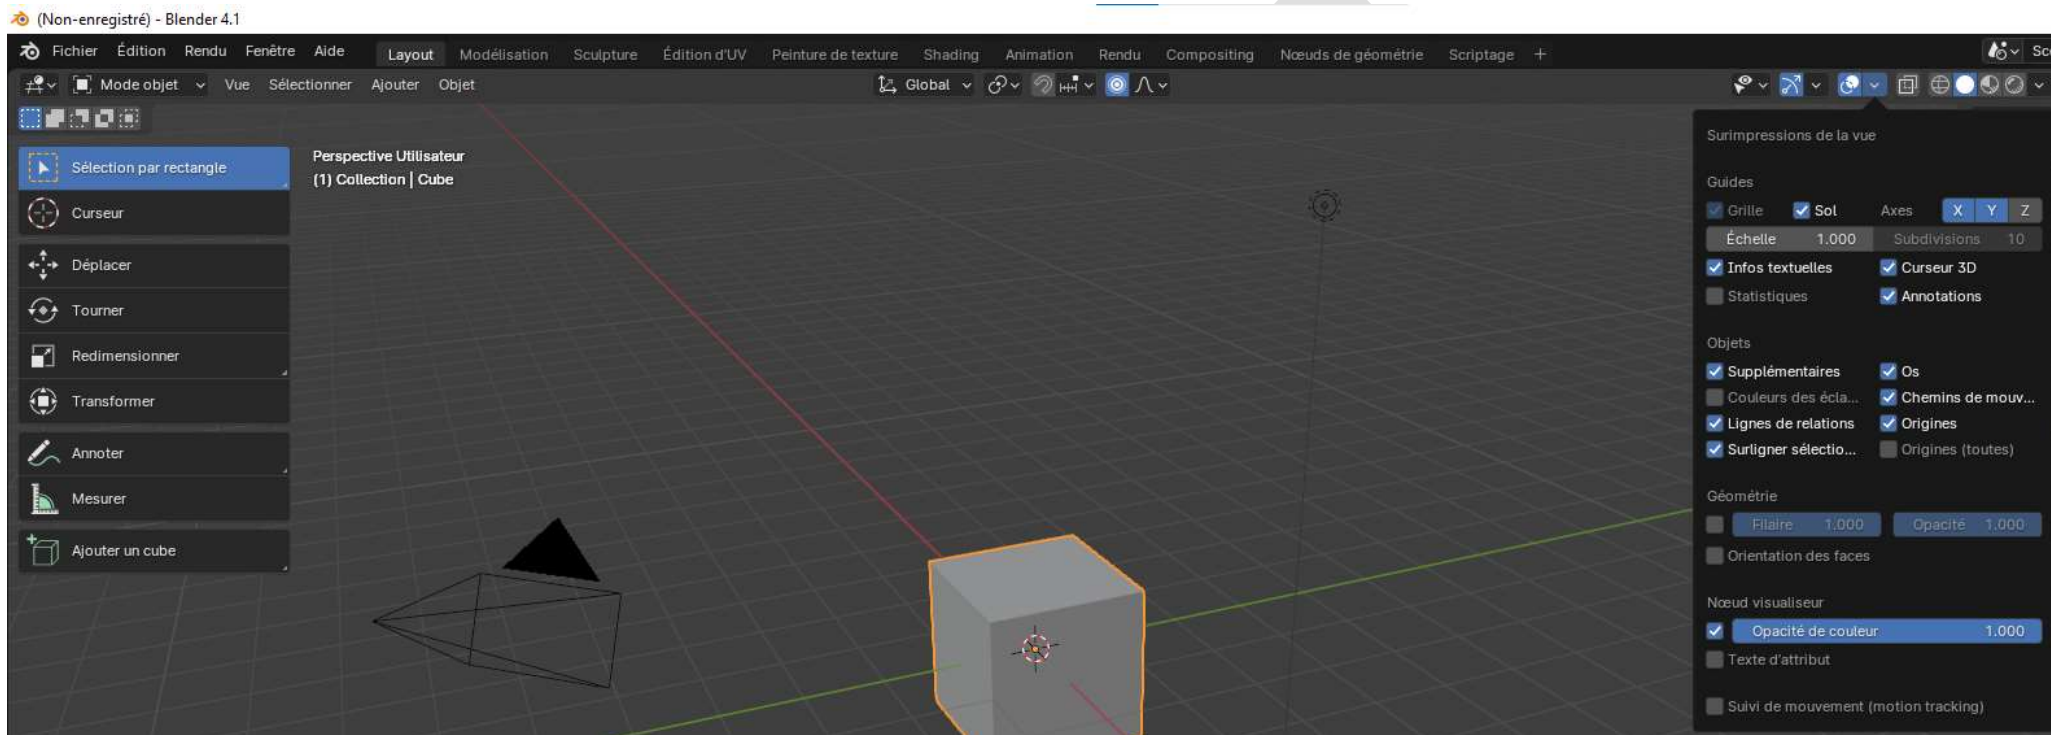 (Non-enregistré) - Blender 4.1
Fichier Édition Rendu Fenêtre Aide Layout Modélisation Sculpture Édition d'UV Peinture de texture Shading Animation Rendu Compositing Nœuds de géométrie Scriptage +
Mode objet Vue Sélectionner Ajouter Objet Global
Sélection par rectangle
Curseur
Déplacer
Tourner
Redimensionner
Transformer
Annoter
Mesurer
Ajouter un cube
Perspective Utilisateur
(1) Collection | Cube
Surimpressions de la vue
Guides
Grille Sol Axes X Y Z
Échelle 1.000 Subdivisions 10
Infos textuelles Curseur 3D
Statistiques Annotations
Objets
Supplémentaires Os
Couleurs des écla... Chemins de mouv...
Lignes de relations Origines
Surligner sélectio... Origines (toutes)
Géométrie
Filaire 1.000 Opacité 1.000
Orientation des faces
Nœud visualiseur
Opacité de couleur 1.000
Texte d'attribut
Suivi de mouvement (motion tracking)